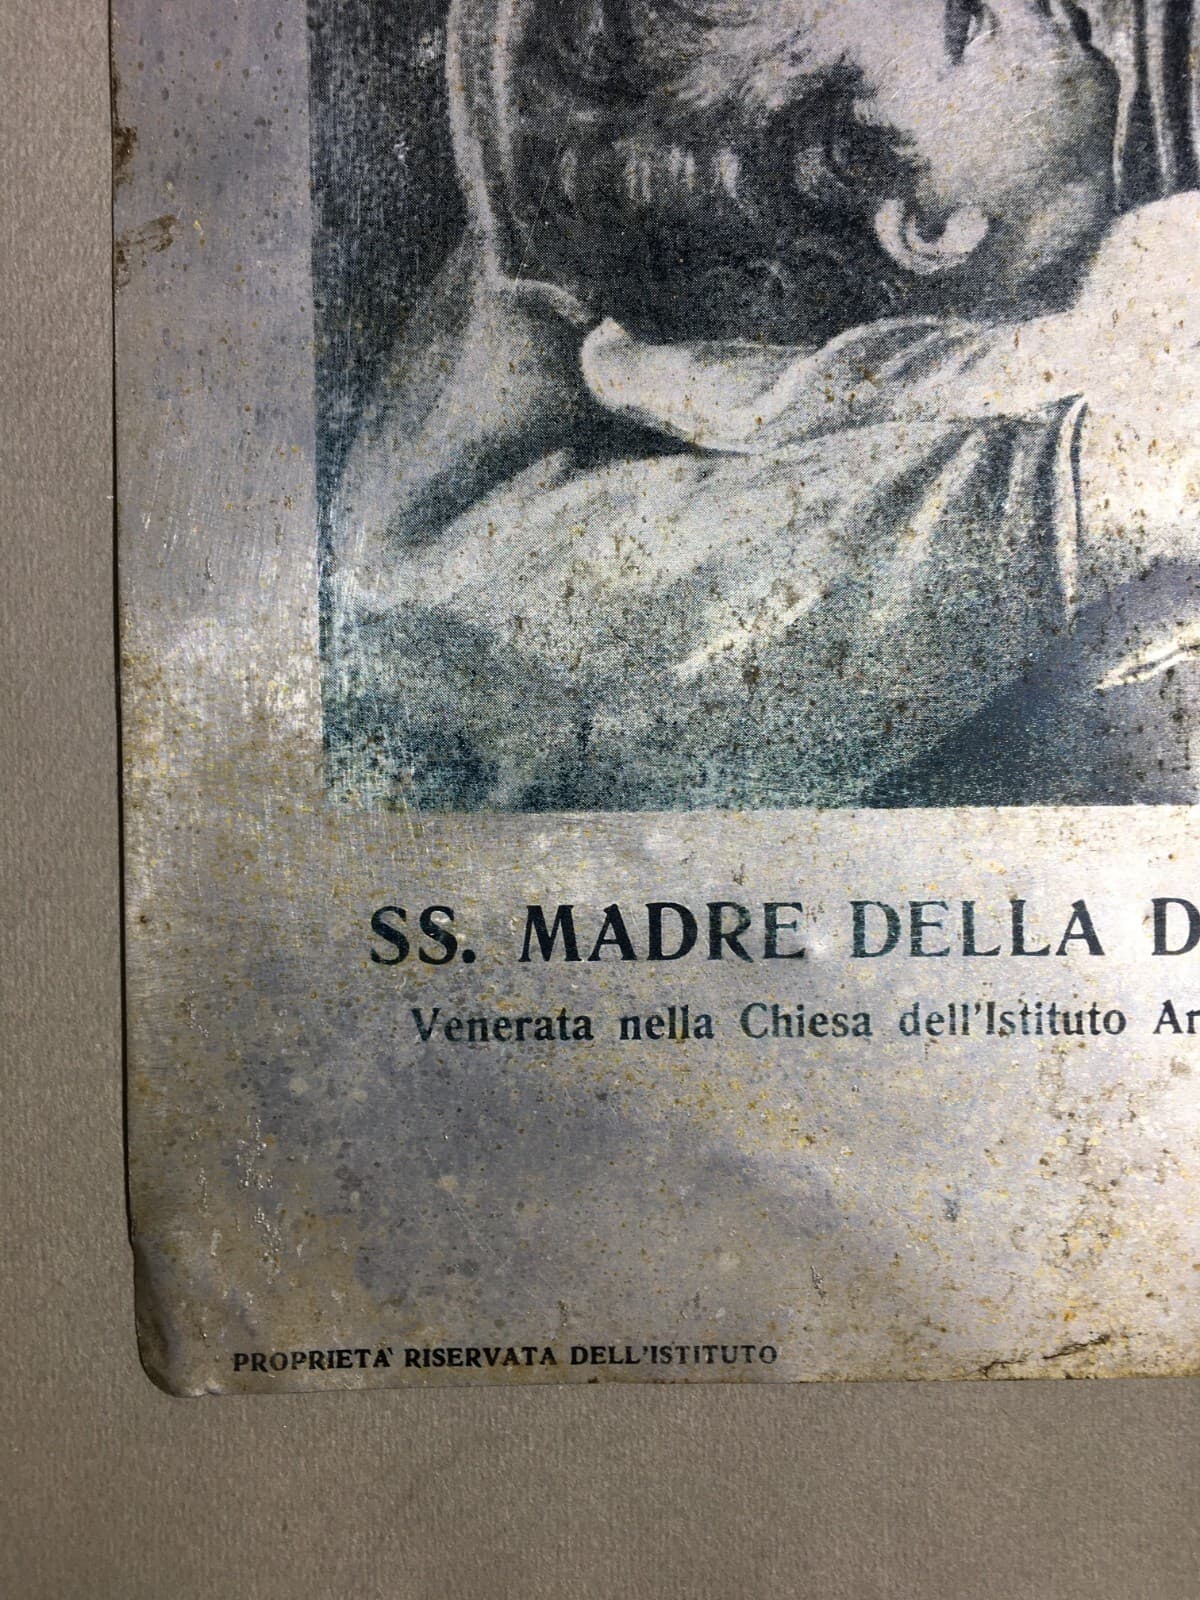 SS. MADRE DELLA D
Venerata nella Chiesa dell'Istituto Ar
PROPRIETA' RISERVATA DELL'ISTITUTO